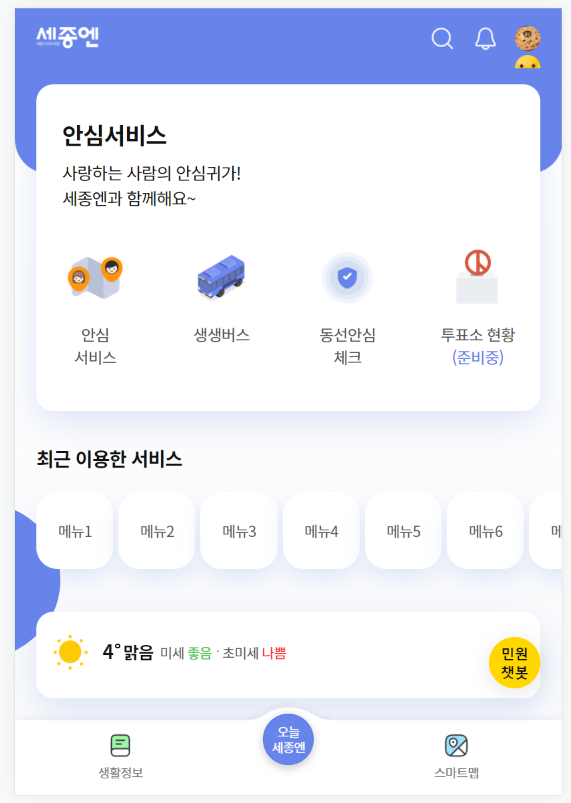 세종엔
안심서비스
사랑하는 사람의 안심귀가!
세종엔과 함께해요~
안심
서비스
생생버스
동선안심
체크
투표소 현황
(준비중)
최근 이용한 서비스
메뉴1
메뉴2
메뉴3
메뉴4
메뉴5
메뉴6
4°맑음 미세 좋음 · 초미세 나쁨
민원
챗봇
생활정보
오늘
세종엔
스마트맵